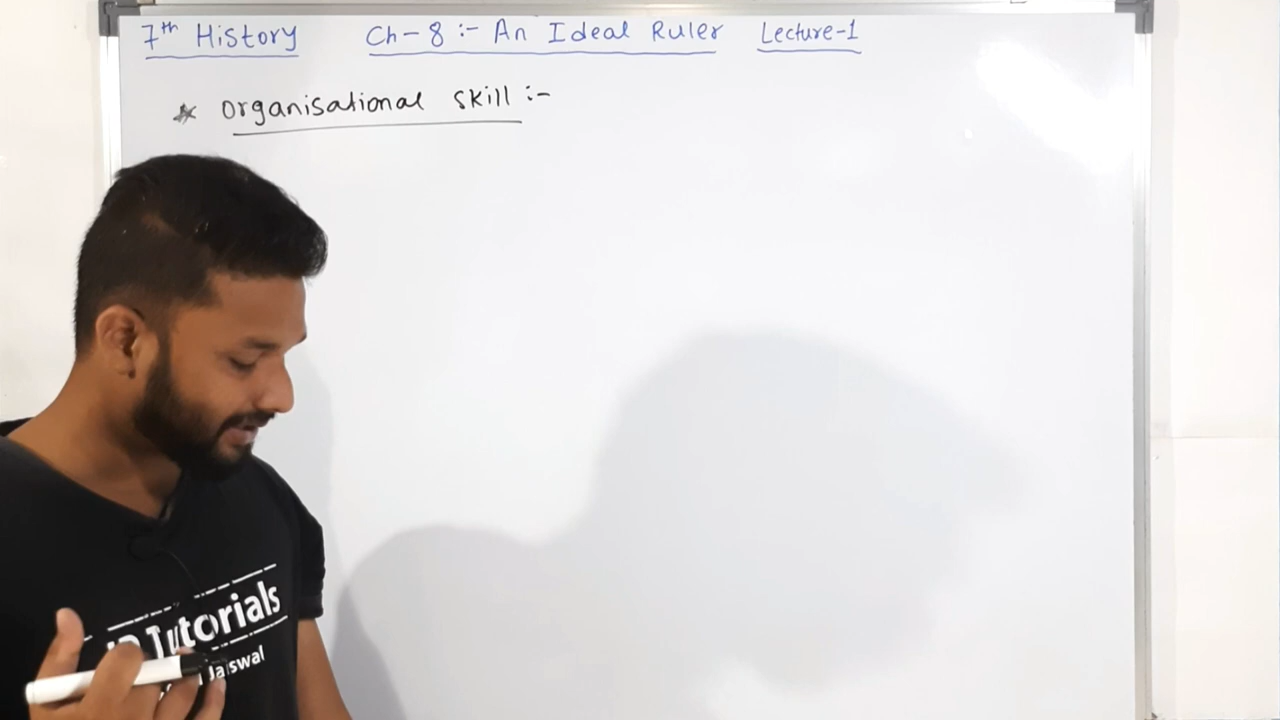 7th History Ch-8 :- An Ideal Ruler Lecture-1
* organisational skill :-
Tutorials
Jaiswal